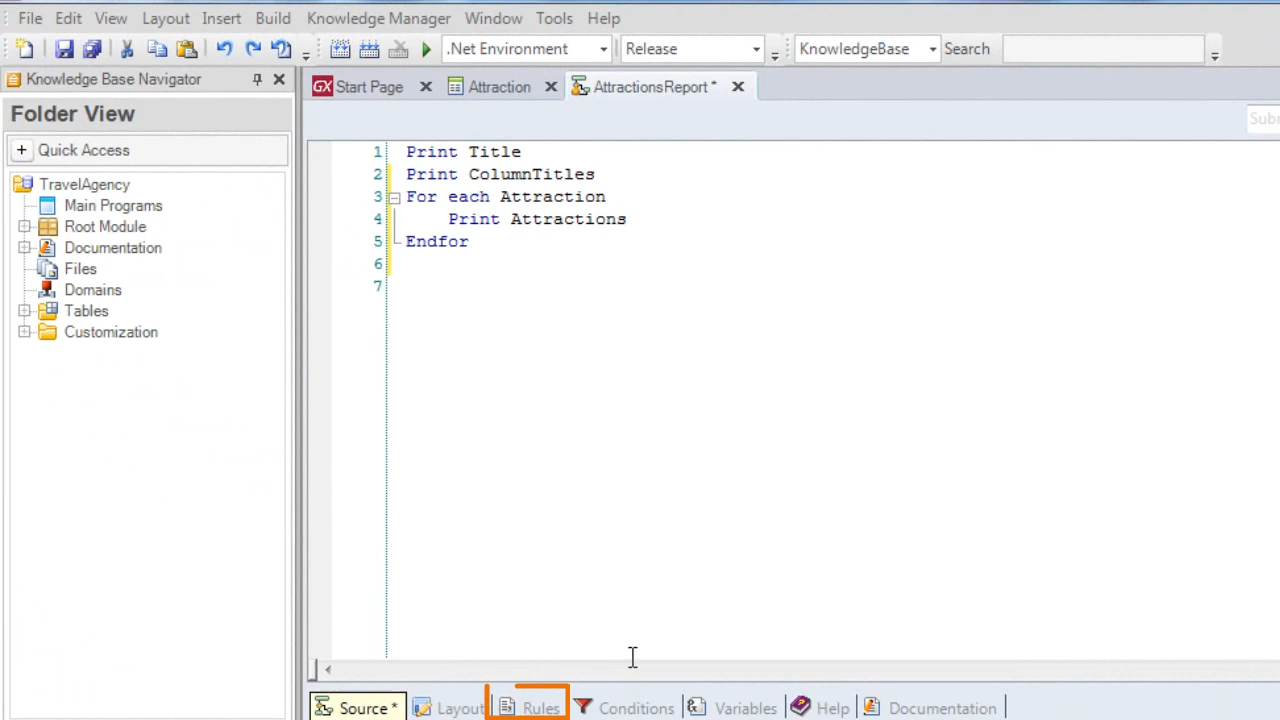 File Edit View Layout Insert Build Knowledge Manager Window Tools Help
.Net Environment Release KnowledgeBase Search
Knowledge Base Navigator
GX Start Page Attraction AttractionsReport *
Folder View
Quick Access
TravelAgency
Main Programs
Root Module
Documentation
Files
Domains
Tables
Customization
1 Print Title
2 Print ColumnTitles
3 For each Attraction
4 Print Attractions
5 Endfor
6
7
Source * Layout Rules Conditions Variables Help Documentation